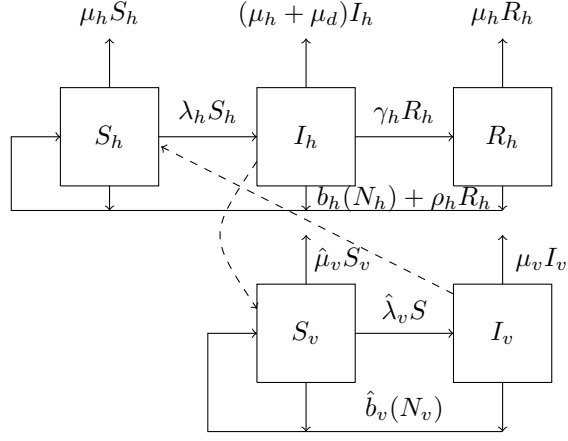 μ_h S_h (μ_h + μ_d)I_h μ_h R_h
S_h λ_h S_h I_h γ_h R_h R_h
b_h(N_h) + ρ_h R_h
μ̂_v S_v μ_v I_v
S_v λ̂_v S I_v
b̂_v(N_v)